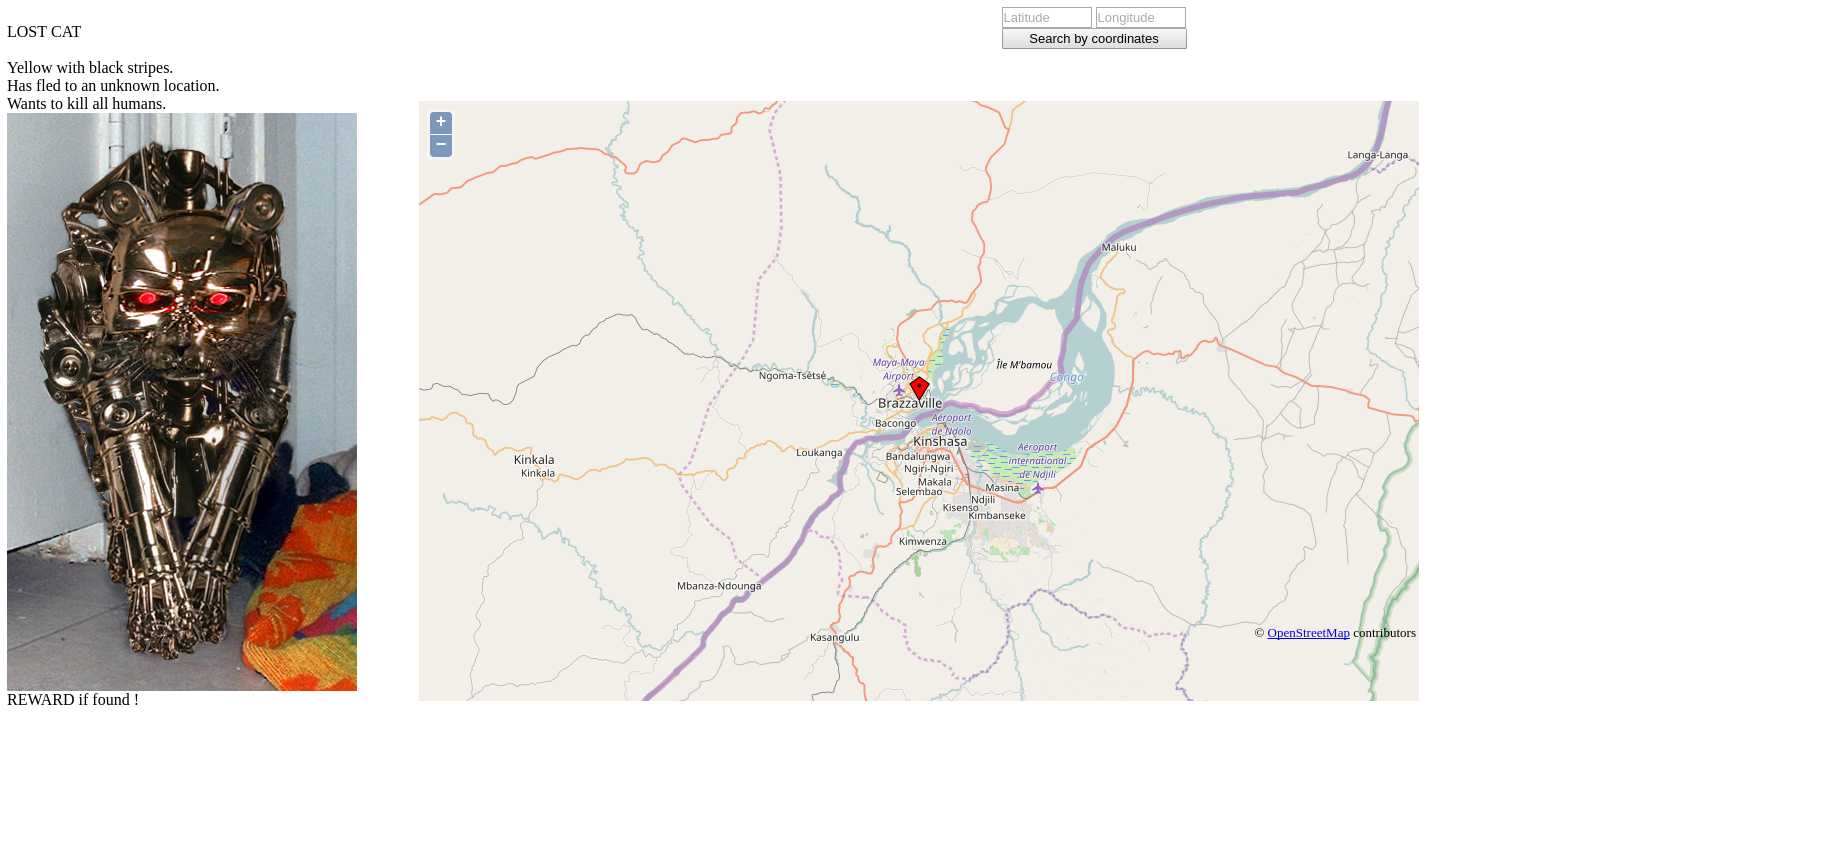 LOST CAT
Yellow with black stripes.
Has fled to an unknown location.
Wants to kill all humans.
REWARD if found !
Latitude Longitude
Search by coordinates
+
−
Langa-Langa
Maluku
Île M'bamou
Congo
Maya-Maya
Airport
Ngoma-Tsétsé
Brazzaville
Bacongo
Aéroport
de Ndolo
Kinshasa
Loukanga
Bandalungwa
Ngiri-Ngiri
Aéroport
international
de Ndjili
Kinkala
Kinkala
Makala
Selembao
Masina
Ndjili
Kisenso
Kimbanseke
Kimwenza
Mbanza-Ndounga
Kasangulu
© OpenStreetMap contributors